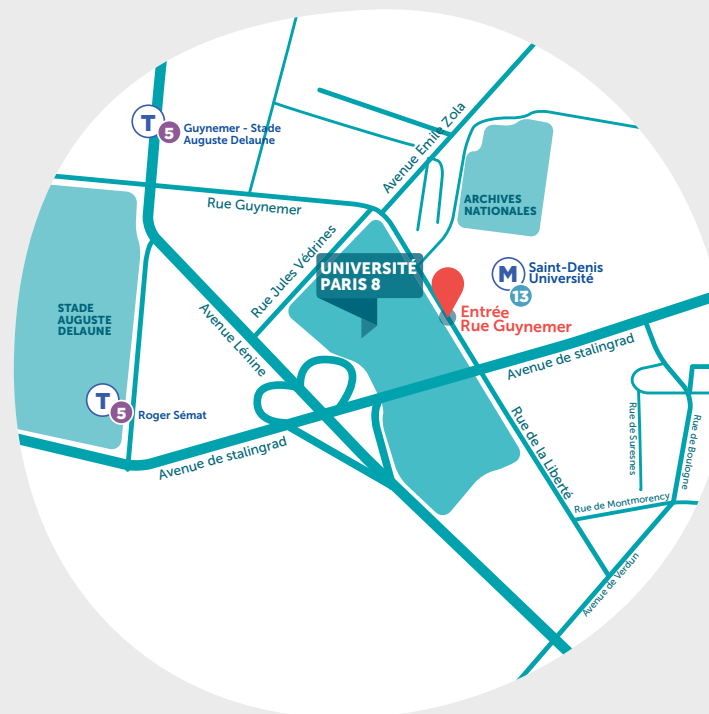 T
5
Guynemer - Stade
Auguste Delaune
Avenue Emile Zola
Rue Guynemer
ARCHIVES
NATIONALES
Rue Jules Védrines
UNIVERSITÉ
PARIS 8
M
13
Saint-Denis
Université
Entrée
Rue Guynemer
STADE
AUGUSTE
DELAUNE
Avenue Lénine
Avenue de stalingrad
T
5
Roger Sémat
Avenue de stalingrad
Rue de la Liberté
Rue de Suresnes
Rue de Boulogne
Rue de Montmorency
Avenue de Verdun